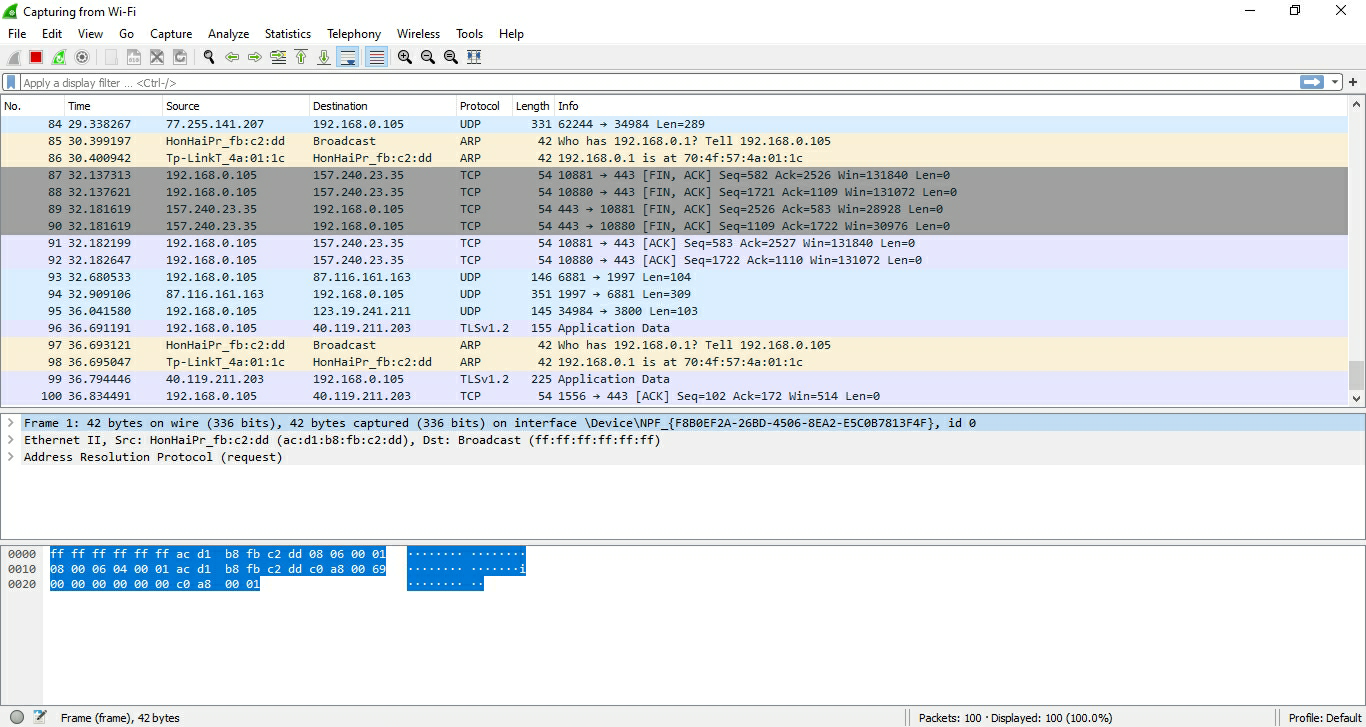 Capturing from Wi-Fi
File Edit View Go Capture Analyze Statistics Telephony Wireless Tools Help
Apply a display filter ... <Ctrl-/>
No. Time Source Destination Protocol Length Info
84 29.338267 77.255.141.207 192.168.0.105 UDP 331 62244 → 34984 Len=289
85 30.399197 HonHaiPr_fb:c2:dd Broadcast ARP 42 Who has 192.168.0.1? Tell 192.168.0.105
86 30.400942 Tp-LinkT_4a:01:1c HonHaiPr_fb:c2:dd ARP 42 192.168.0.1 is at 70:4f:57:4a:01:1c
87 32.137313 192.168.0.105 157.240.23.35 TCP 54 10881 → 443 [FIN, ACK] Seq=582 Ack=2526 Win=131840 Len=0
88 32.137621 192.168.0.105 157.240.23.35 TCP 54 10880 → 443 [FIN, ACK] Seq=1721 Ack=1109 Win=131072 Len=0
89 32.181619 157.240.23.35 192.168.0.105 TCP 54 443 → 10881 [FIN, ACK] Seq=2526 Ack=583 Win=28928 Len=0
90 32.181619 157.240.23.35 192.168.0.105 TCP 54 443 → 10880 [FIN, ACK] Seq=1109 Ack=1722 Win=30976 Len=0
91 32.182199 192.168.0.105 157.240.23.35 TCP 54 10881 → 443 [ACK] Seq=583 Ack=2527 Win=131840 Len=0
92 32.182647 192.168.0.105 157.240.23.35 TCP 54 10880 → 443 [ACK] Seq=1722 Ack=1110 Win=131072 Len=0
93 32.680533 192.168.0.105 87.116.161.163 UDP 146 6881 → 1997 Len=104
94 32.909106 87.116.161.163 192.168.0.105 UDP 351 1997 → 6881 Len=309
95 36.041580 192.168.0.105 123.19.241.211 UDP 145 34984 → 3800 Len=103
96 36.691191 192.168.0.105 40.119.211.203 TLSv1.2 155 Application Data
97 36.693121 HonHaiPr_fb:c2:dd Broadcast ARP 42 Who has 192.168.0.1? Tell 192.168.0.105
98 36.695047 Tp-LinkT_4a:01:1c HonHaiPr_fb:c2:dd ARP 42 192.168.0.1 is at 70:4f:57:4a:01:1c
99 36.794446 40.119.211.203 192.168.0.105 TLSv1.2 225 Application Data
100 36.834491 192.168.0.105 40.119.211.203 TCP 54 1556 → 443 [ACK] Seq=102 Ack=172 Win=514 Len=0
Frame 1: 42 bytes on wire (336 bits), 42 bytes captured (336 bits) on interface \Device\NPF_{F8B0EF2A-26BD-4506-8EA2-E5C0B7813F4F}, id 0
Ethernet II, Src: HonHaiPr_fb:c2:dd (ac:d1:b8:fb:c2:dd), Dst: Broadcast (ff:ff:ff:ff:ff:ff)
Address Resolution Protocol (request)
0000 ff ff ff ff ff ff ac d1 b8 fb c2 dd 08 06 00 01 ········ ········
0010 08 00 06 04 00 01 ac d1 b8 fb c2 dd c0 a8 00 69 ········ ·······i
0020 00 00 00 00 00 00 c0 a8 00 01 ········ ··
Frame (frame), 42 bytes Packets: 100 · Displayed: 100 (100.0%) Profile: Default